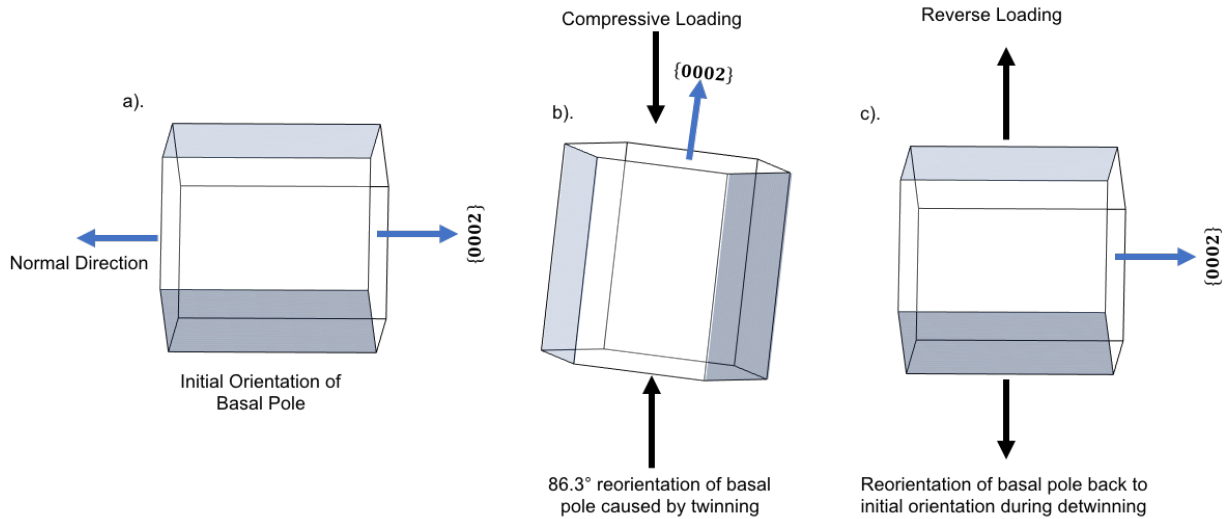 a).
Normal Direction
{0002}
Initial Orientation of
Basal Pole
Compressive Loading
b).
{0002}
86.3° reorientation of basal
pole caused by twinning
Reverse Loading
c).
{0002}
Reorientation of basal pole back to
initial orientation during detwinning